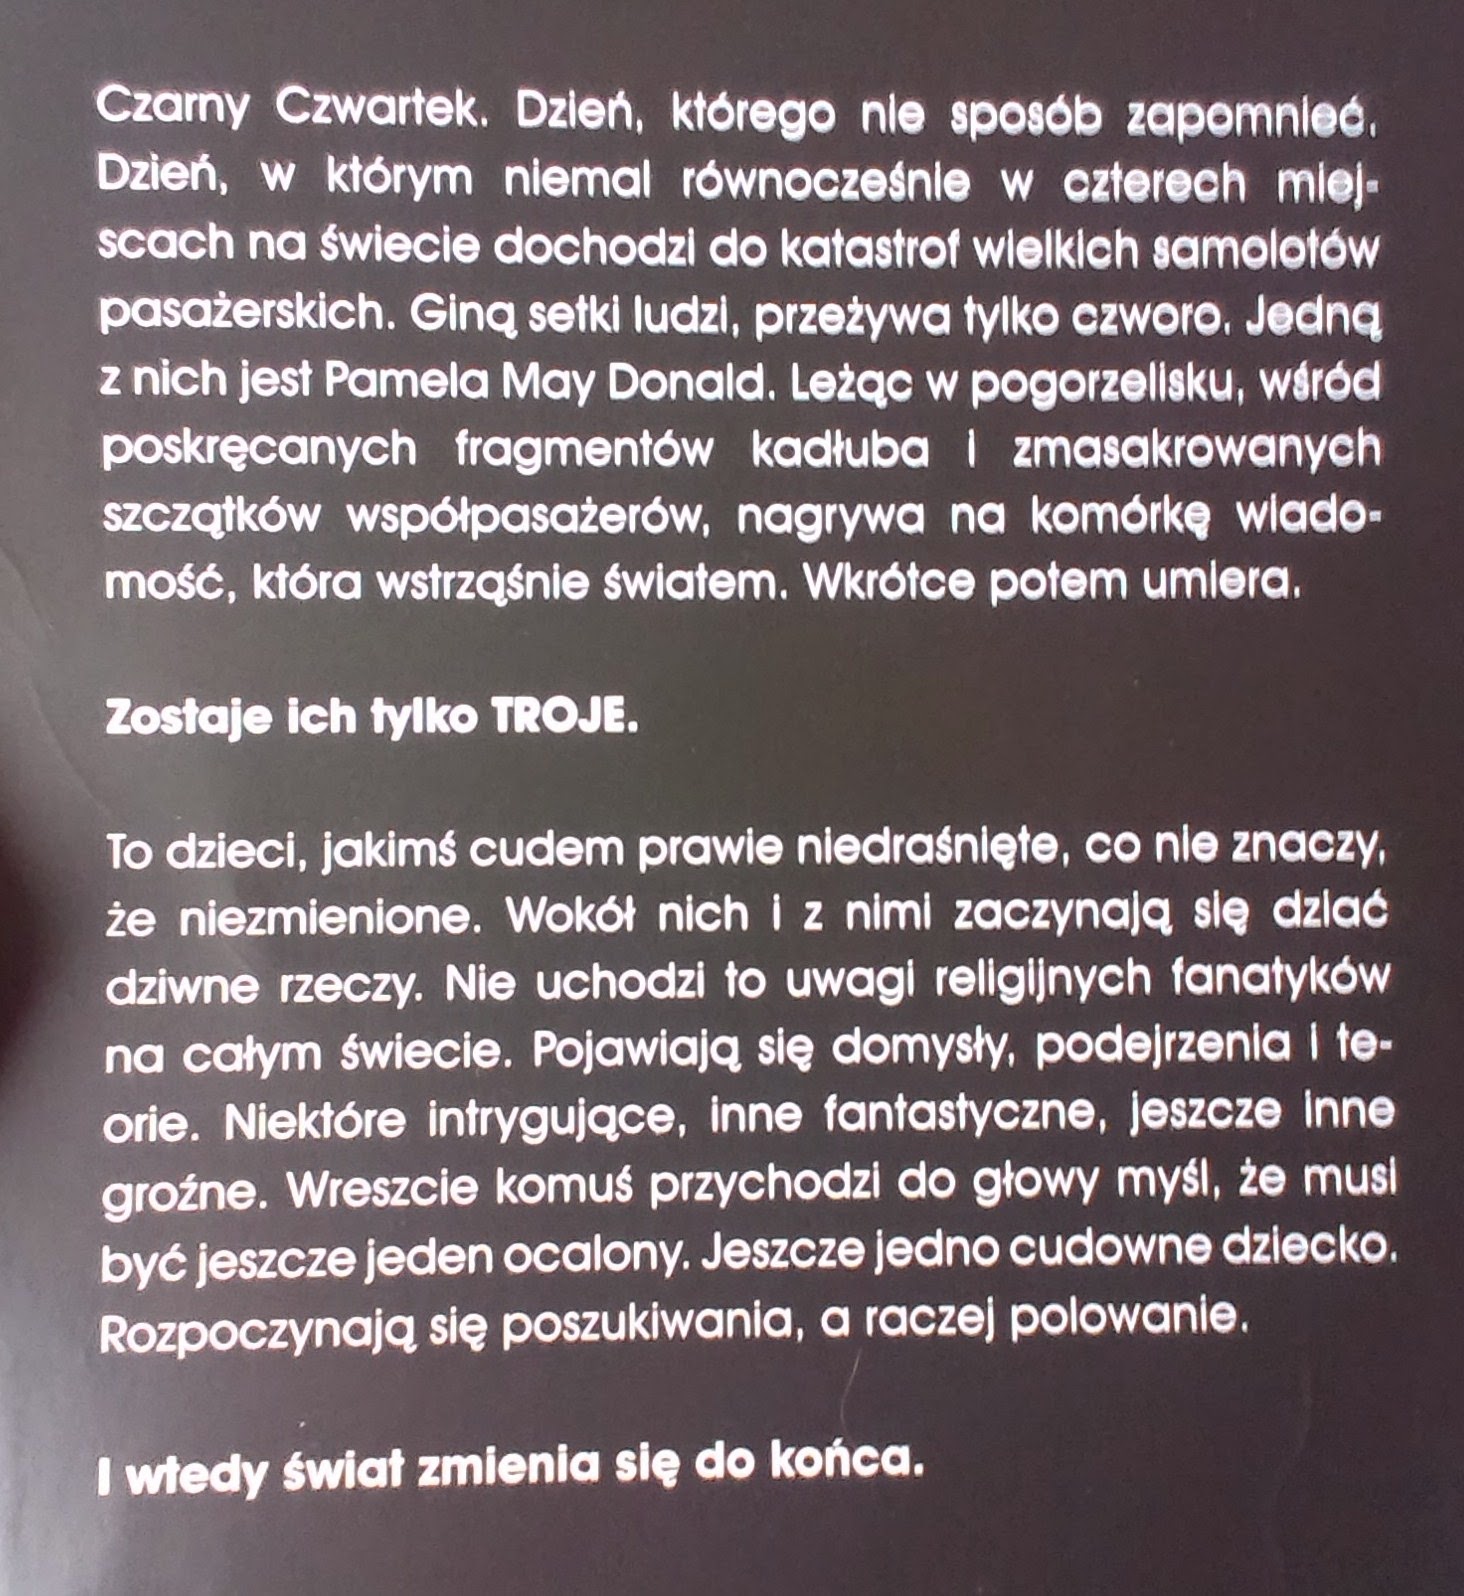 Czarny Czwartek. Dzień, którego nie sposób zapomnieć.
Dzień, w którym niemal równocześnie w czterech miej-
scach na świecie dochodzi do katastrof wielkich samolotów
pasażerskich. Giną setki ludzi, przeżywa tylko czworo. Jedną
z nich jest Pamela May Donald. Leżąc w pogorzelisku, wśród
poskręcanych fragmentów kadłuba i zmasakrowanych
szczątków współpasażerów, nagrywa na komórkę wiado-
mość, która wstrząśnie światem. Wkrótce potem umiera.
Zostaje ich tylko TROJE.
To dzieci, jakimś cudem prawie niedraśnięte, co nie znaczy,
że niezmienione. Wokół nich i z nimi zaczynają się dziać
dziwne rzeczy. Nie uchodzi to uwagi religijnych fanatyków
na całym świecie. Pojawiają się domysły, podejrzenia i te-
orie. Niektóre intrygujące, inne fantastyczne, jeszcze inne
groźne. Wreszcie komuś przychodzi do głowy myśl, że musi
być jeszcze jeden ocalony. Jeszcze jedno cudowne dziecko.
Rozpoczynają się poszukiwania, a raczej polowanie.
I wtedy świat zmienia się do końca.